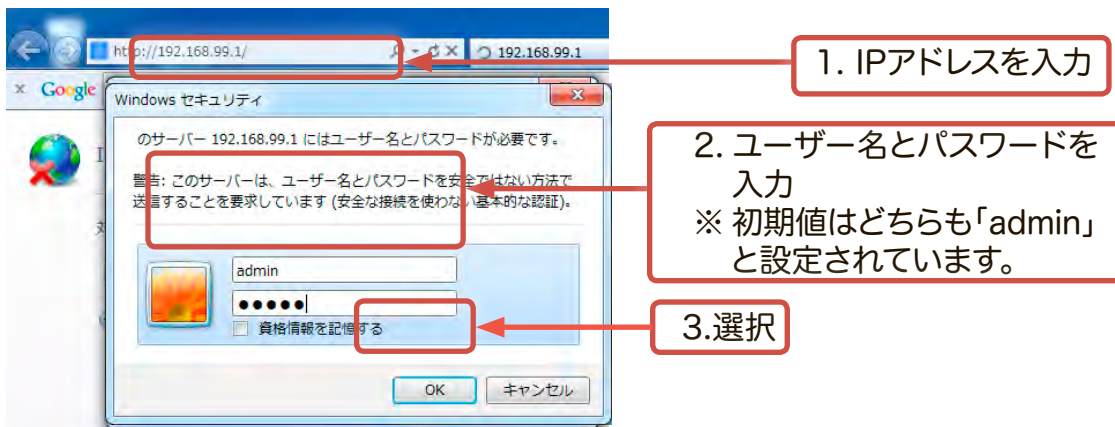 http://192.168.99.1/
192.168.99.1
1. IPアドレスを入力
× Google
Windows セキュリティ
のサーバー 192.168.99.1 にはユーザー名とパスワードが必要です。
警告: このサーバーは、ユーザー名とパスワードを安全ではない方法で
送信することを要求しています (安全な接続を使わない基本的な認証)。
2. ユーザー名とパスワードを
入力
※ 初期値はどちらも「admin」
と設定されています。
admin
●●●●●
資格情報を記憶する
3.選択
OK
キャンセル